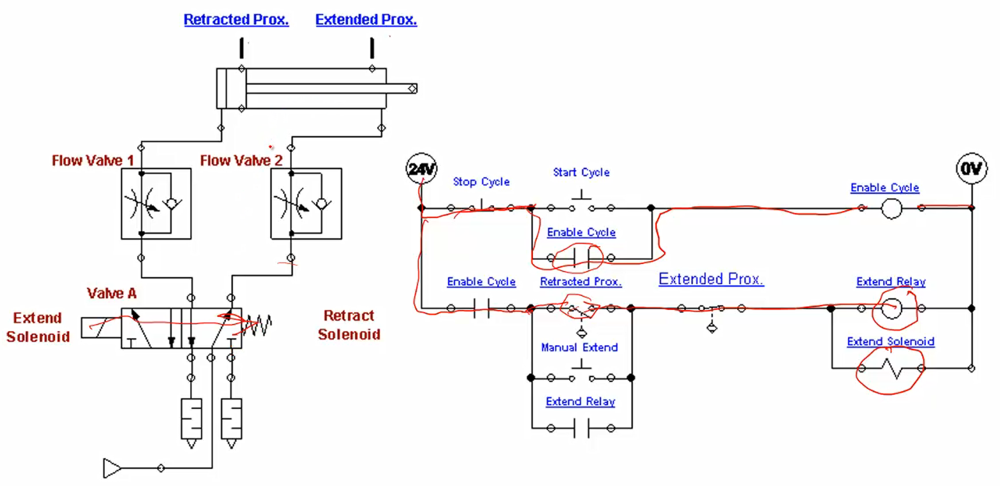 Retracted Prox.
Extended Prox.
Flow Valve 1
Flow Valve 2
Valve A
Extend
Solenoid
Retract
Solenoid
24V
0V
Stop Cycle
Start Cycle
Enable Cycle
Enable Cycle
Enable Cycle
Retracted Prox.
Extended Prox.
Extend Relay
Manual Extend
Extend Solenoid
Extend Relay